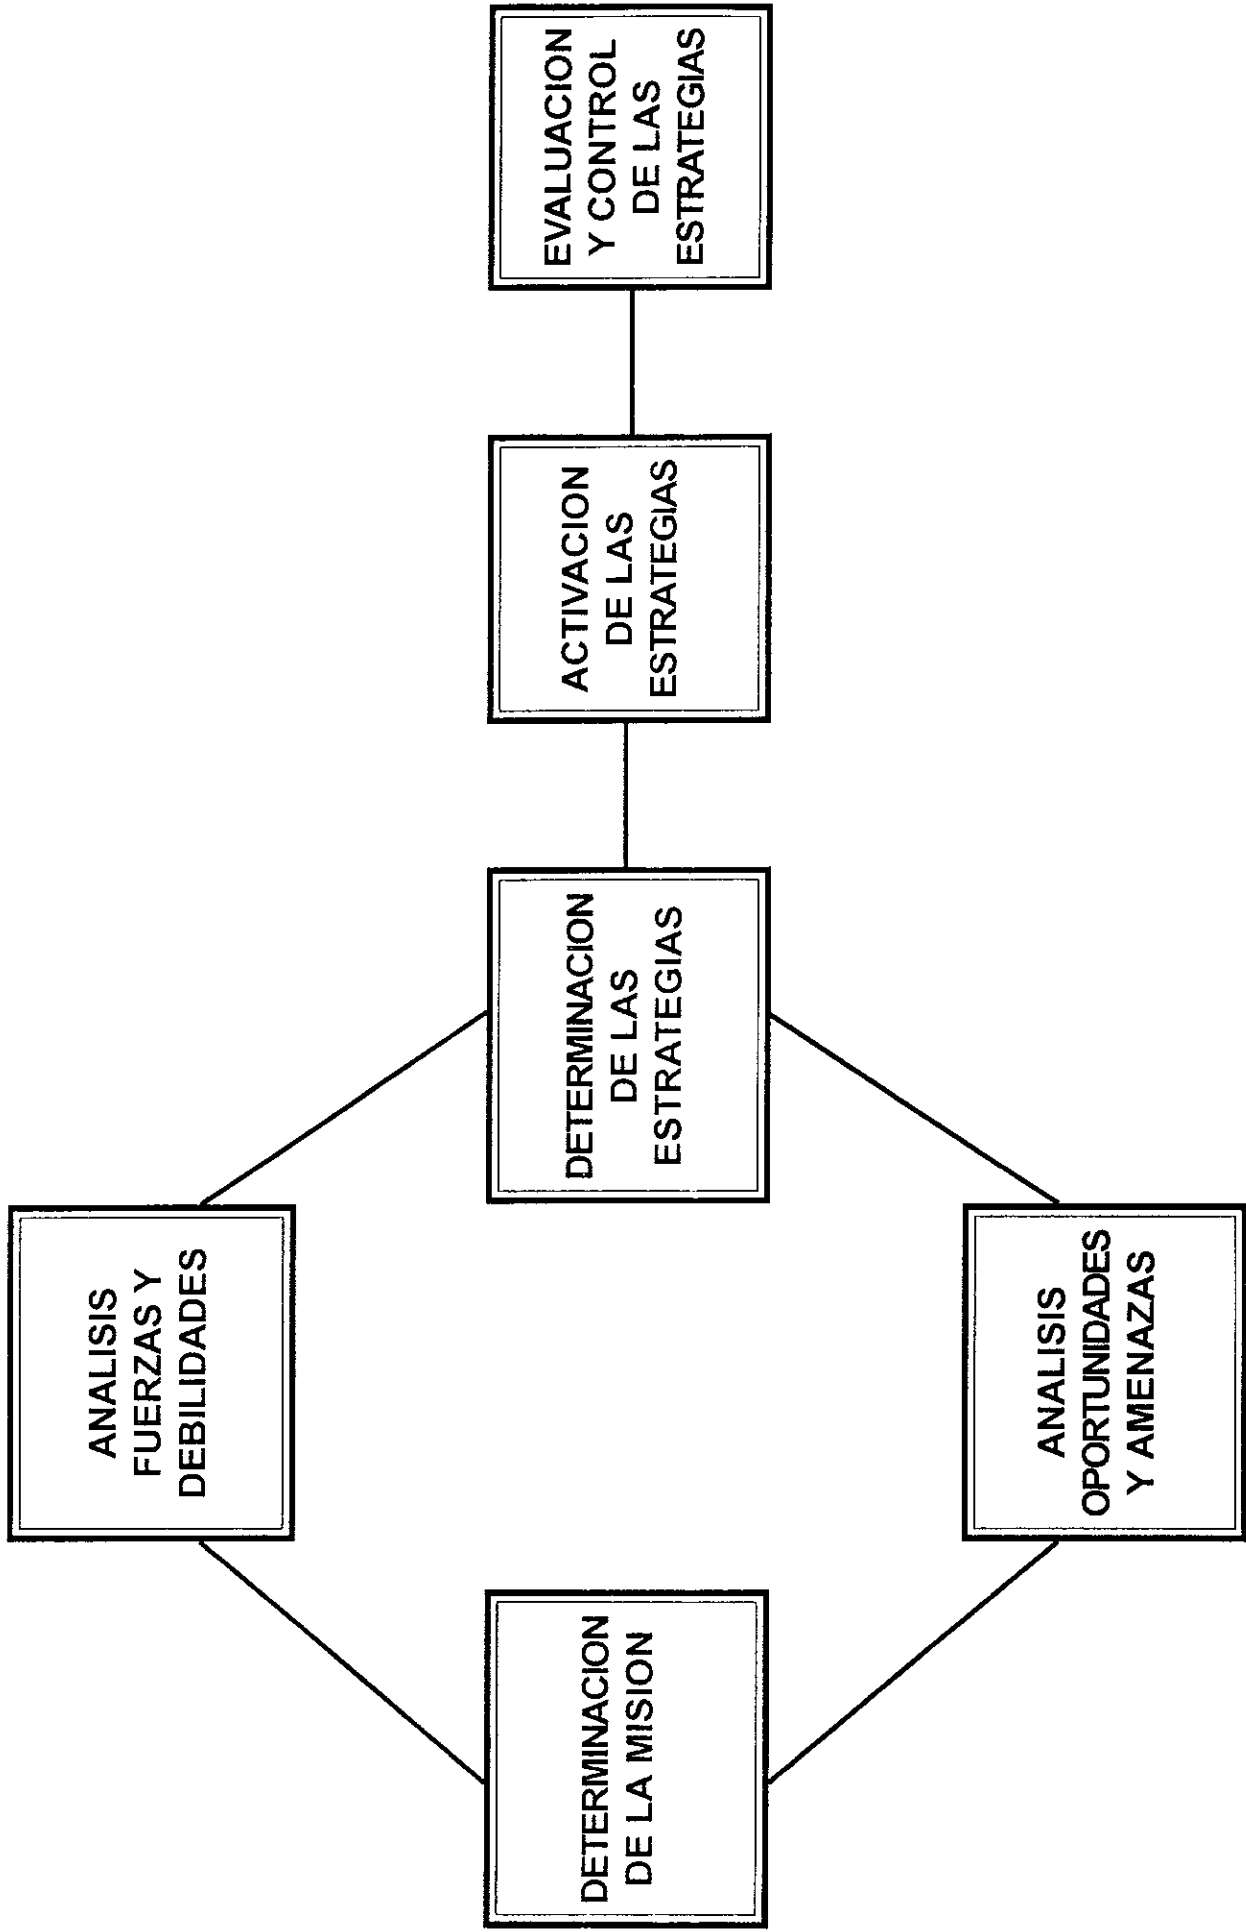 DETERMINACION
DE LA MISION
ANALISIS
FUERZAS Y
DEBILIDADES
ANALISIS
OPORTUNIDADES
Y AMENAZAS
DETERMINACION
DE LAS
ESTRATEGIAS
ACTIVACION
DE LAS
ESTRATEGIAS
EVALUACION
Y CONTROL
DE LAS
ESTRATEGIAS